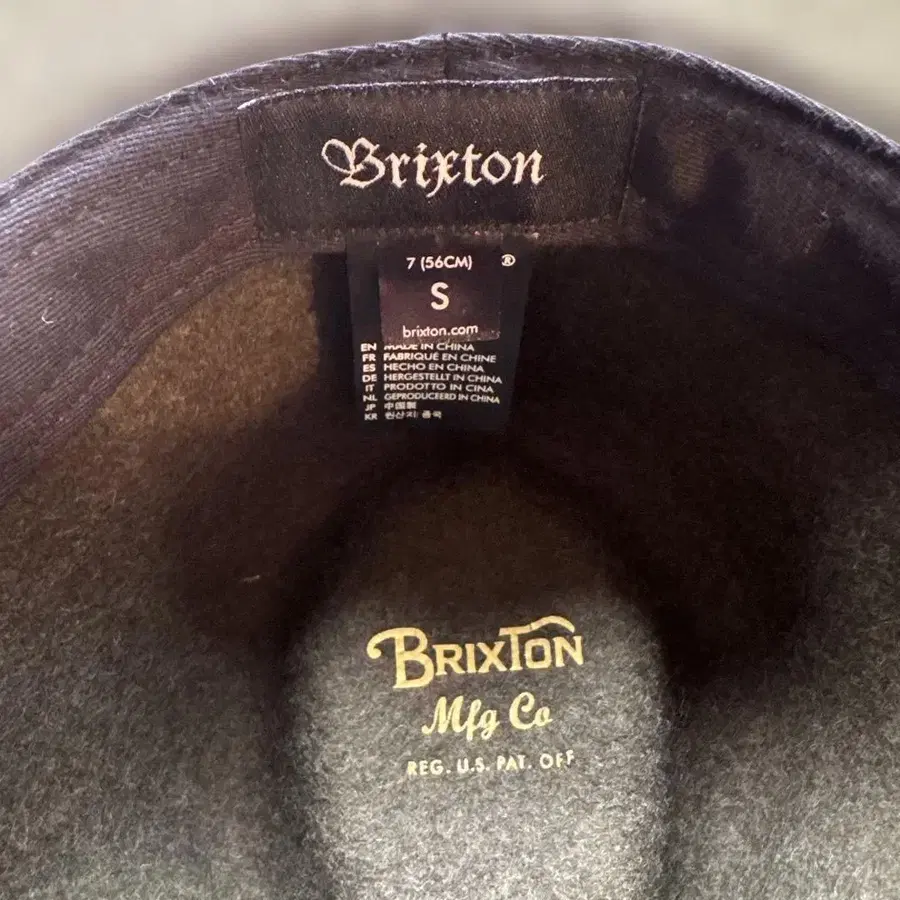 Brixton
7 (56CM) ®
S
brixton.com
EN MADE IN CHINA
FR FABRIQUÉ EN CHINE
ES HECHO EN CHINA
DE HERGESTELLT IN CHINA
IT PRODOTTO IN CINA
NL GEPRODUCEERD IN CHINA
JP 中国製
KR 원산지: 중국
BRIXTON
Mfg Co
REG. U.S. PAT. OFF